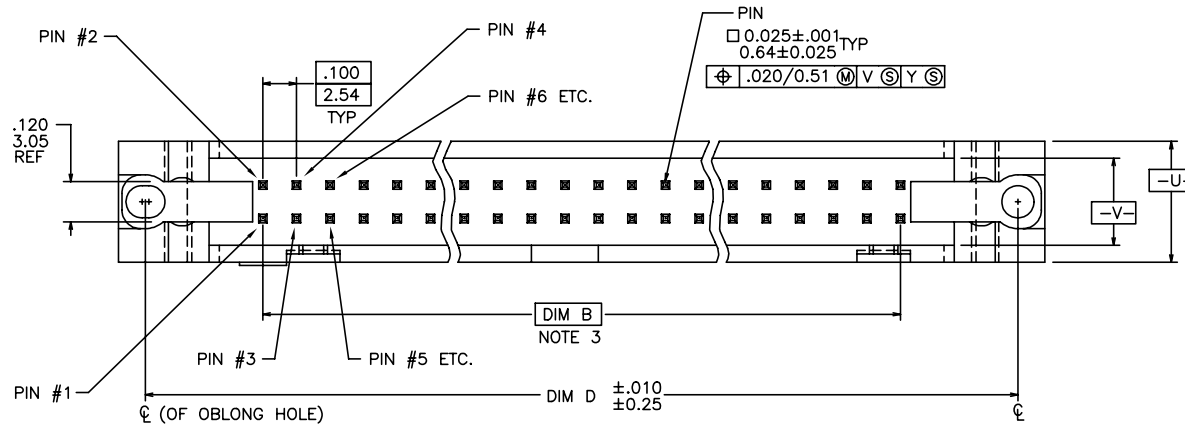 PIN
PIN #2
PIN #4
□ 0.025±.001 TYP
0.64±0.025
⌖ .020/0.51 Ⓜ V Ⓢ Y Ⓢ
.100
2.54
TYP
PIN #6 ETC.
.120
3.05
REF
-U-
-V-
DIM B
NOTE 3
PIN #3
PIN #5 ETC.
PIN #1
DIM D ±.010
±0.25
℄ (OF OBLONG HOLE)
℄